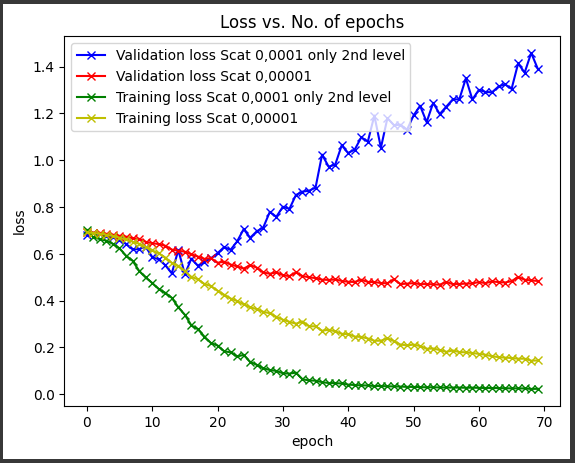 Loss vs. No. of epochs
Validation loss Scat 0,0001 only 2nd level
Validation loss Scat 0,00001
Training loss Scat 0,0001 only 2nd level
Training loss Scat 0,00001
1.4
1.2
1.0
0.8
0.6
0.4
0.2
0.0
loss
0 10 20 30 40 50 60 70
epoch